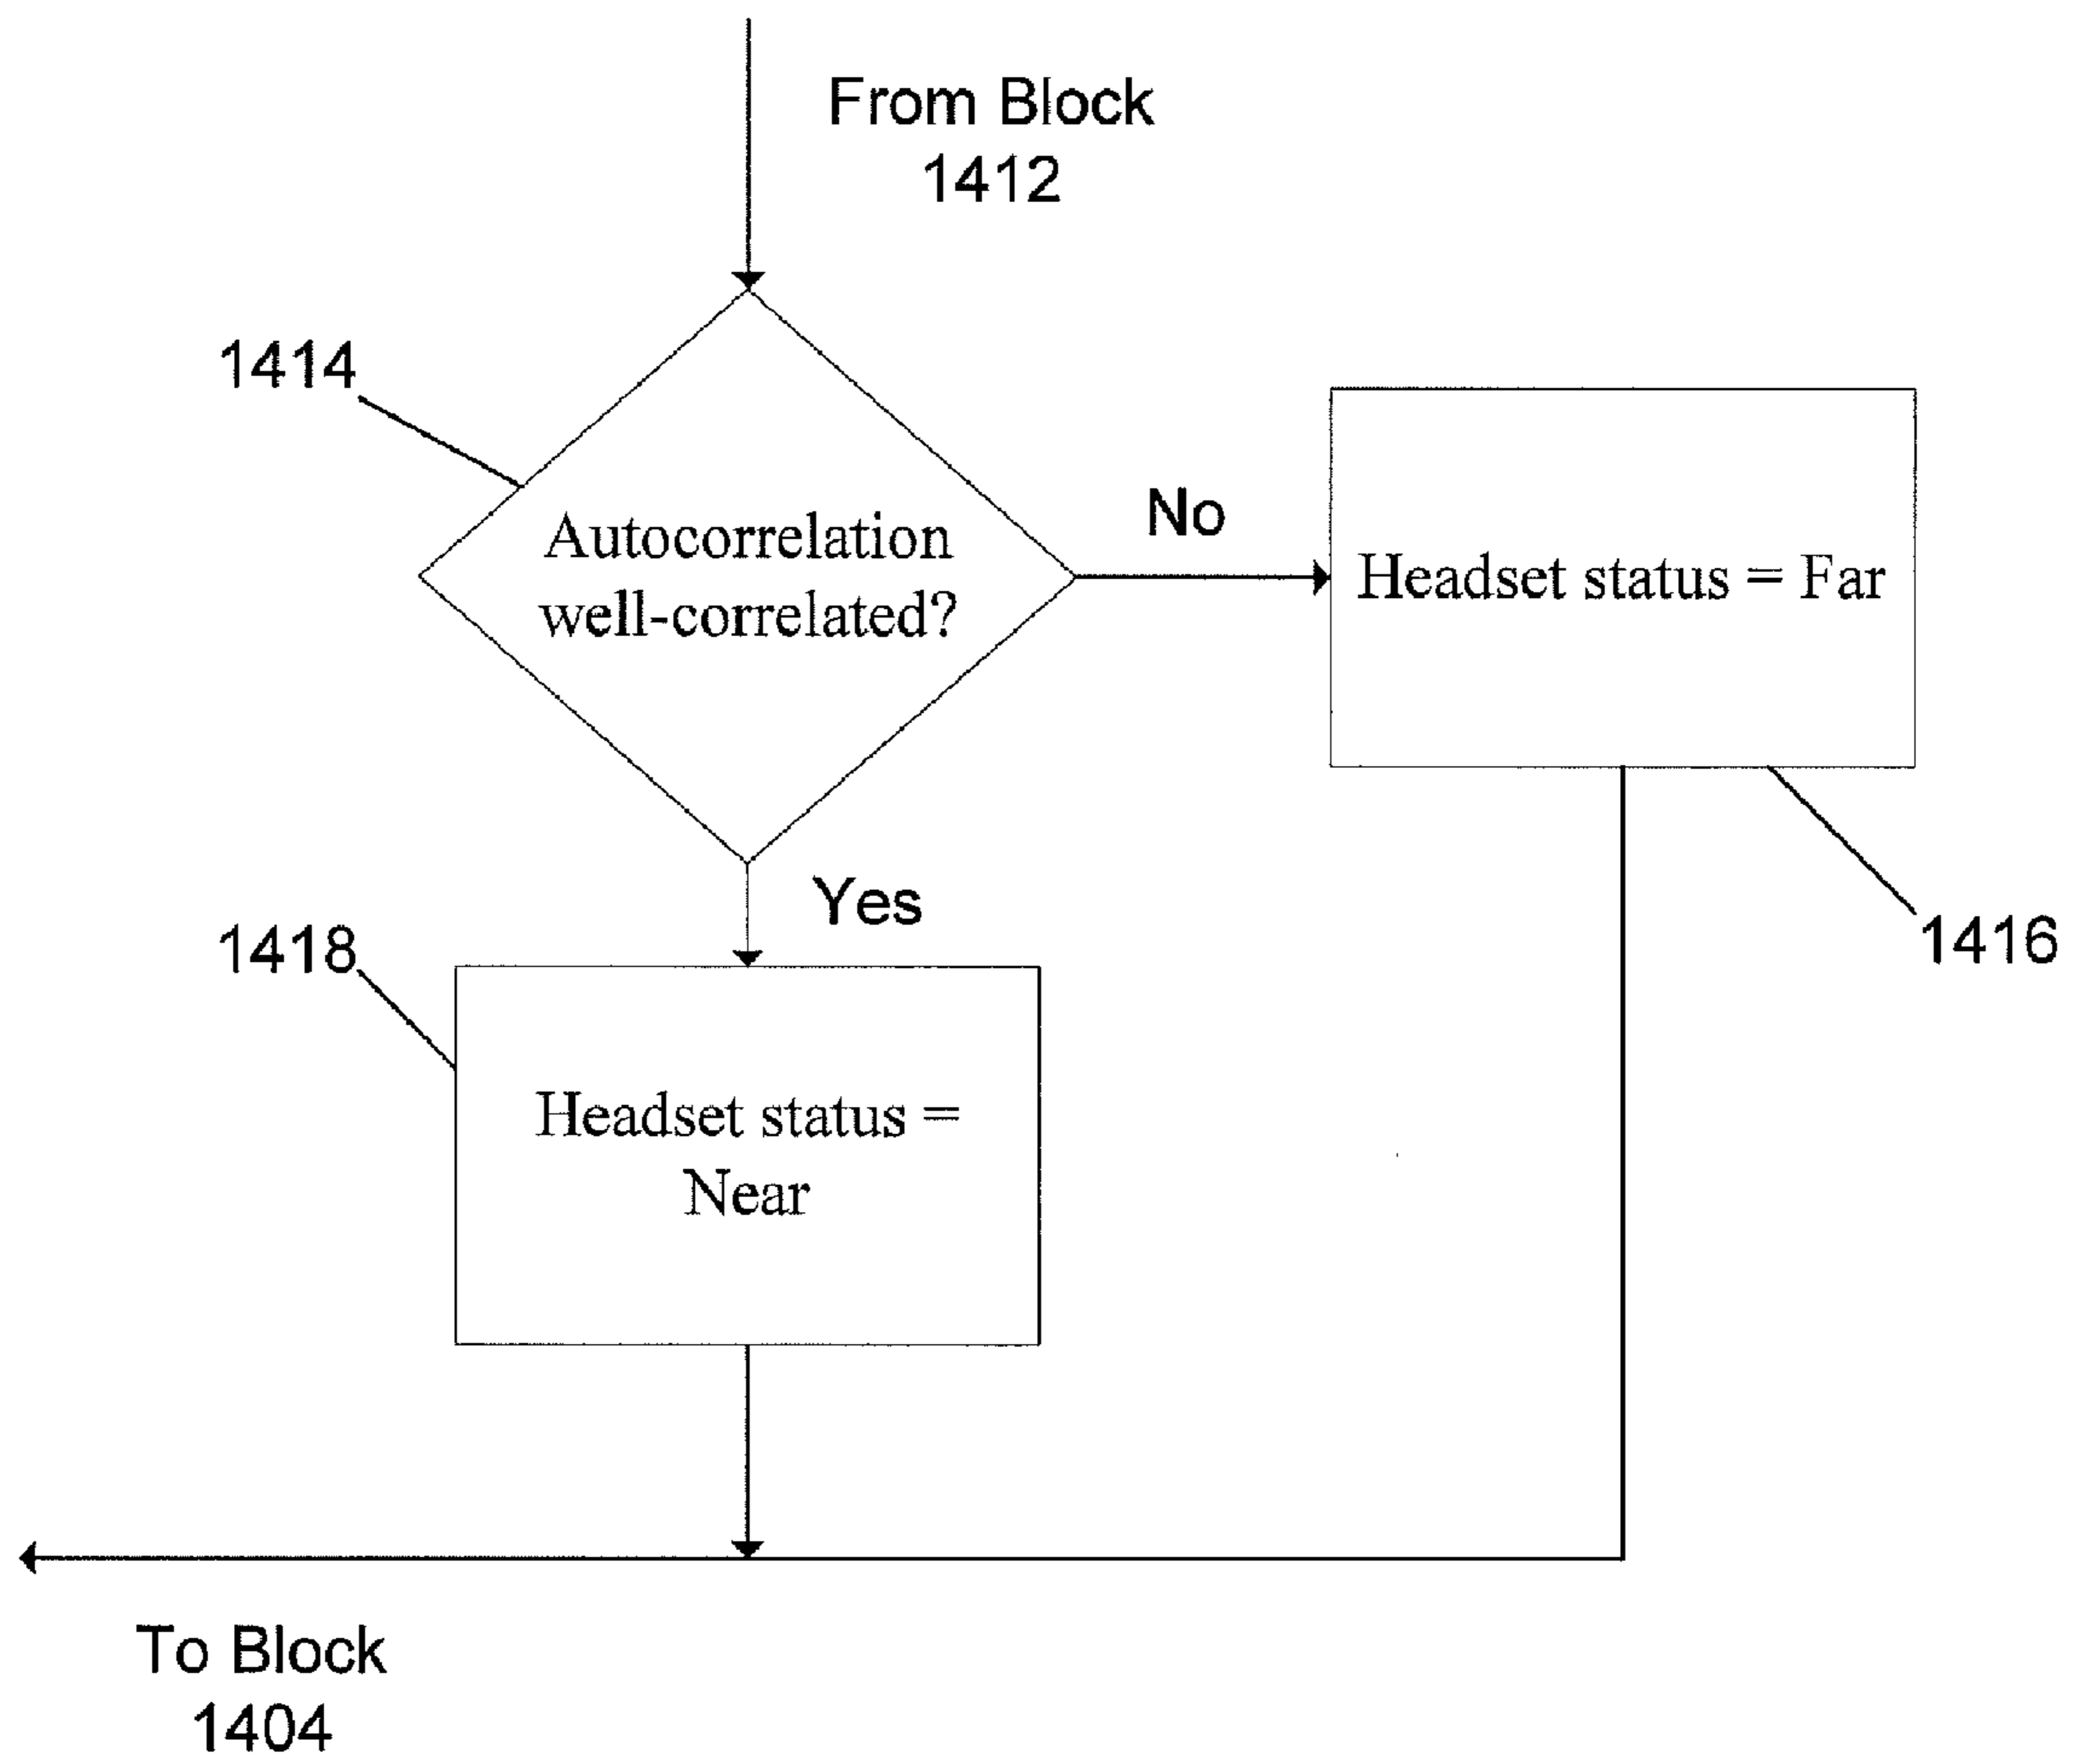 From Block
1412
1414
Autocorrelation
well-correlated?
No
Headset status = Far
1416
Yes
1418
Headset status =
Near
To Block
1404